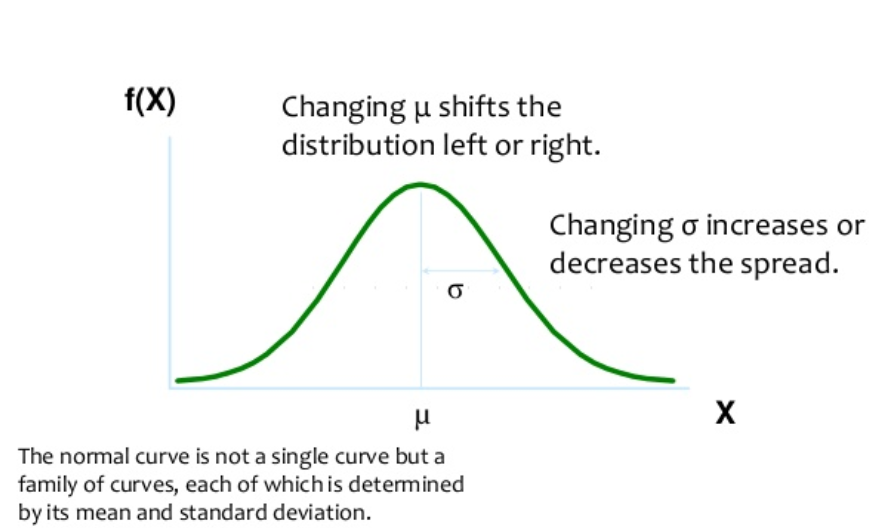 f(X)
Changing μ shifts the
distribution left or right.
Changing σ increases or
decreases the spread.
σ
μ
X
The normal curve is not a single curve but a
family of curves, each of which is determined
by its mean and standard deviation.